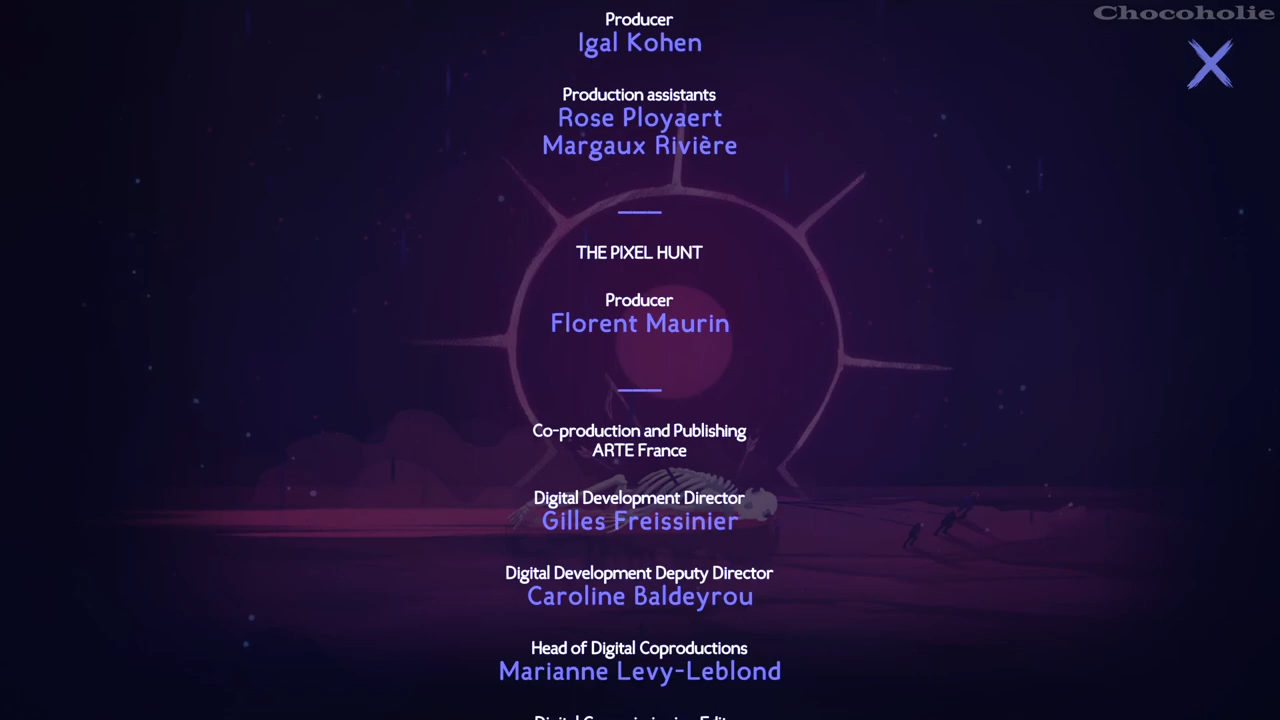 Chocoholie
Producer
Igal Kohen
Production assistants
Rose Ployaert
Margaux Rivière
THE PIXEL HUNT
Producer
Florent Maurin
Co-production and Publishing
ARTE France
Digital Development Director
Gilles Freissinier
Digital Development Deputy Director
Caroline Baldeyrou
Head of Digital Coproductions
Marianne Levy-Leblond